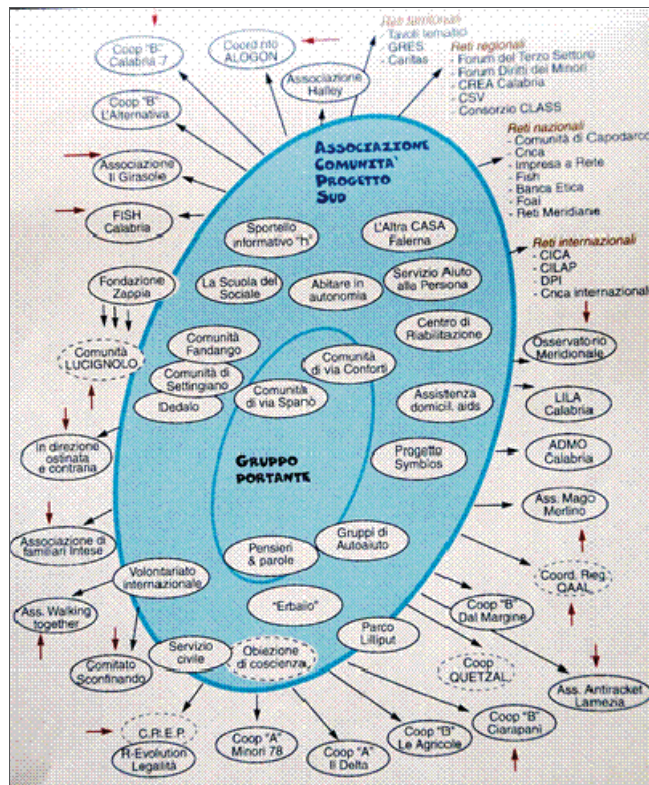 Reti territoriali
- Tavoli tematici
- GRES
- Caritas
Coop "B"
Calabria 7
Coord.nto
ALOGON
Associazione
Halley
Reti regionali
- Forum del Terzo Settore
- Forum Diritti dei Minori
- CREA Calabria
- CSV
- Consorzio CLASS
Coop "B"
L'Alternativa
Reti nazionali
- Comunità di Capodarco
- Cnca
- Impresa a Rete
- Fish
- Banca Etica
- Foai
- Reti Meridiane
ASSOCIAZIONE
COMUNITA'
PROGETTO
SUD
Associazione
Il Girasole
FISH
Calabria
Sportello
informativo "h"
L'Altra CASA
Falerna
Reti internazionali
- CICA
- CILAP
- DPI
- Cnca internazionale
Fondazione
Zappia
La Scuola del
Sociale
Abitare in
autonomia
Servizio Aiuto
alla Persona
Centro di
Riabilitazione
Osservatorio
Meridionale
Comunità
LUCIGNOLO
Comunità
Fandango
Comunità di
Settingiano
Dedalo
Comunità
di via Conforti
Comunità
di via Spanò
Assistenza
domicil. aids
LILA
Calabria
In direzione
ostinata
e contraria
GRUPPO
PORTANTE
Progetto
Symbios
ADMO
Calabria
Ass. Mago
Merlino
Associazione di
familiari Intese
Volontariato
internazionale
Pensieri
& parole
Gruppi di
Autoaiuto
Coord. Reg.
QAAL
Ass. Walking
together
"Erbaio"
Coop "B"
Dal Margine
Parco
Lilliput
Comitato
Sconfinando
Servizio
civile
Obiezione
di coscienza
Coop
QUETZAL
Ass. Antiracket
Lamezia
C.R.E.P.
R-Evolution
Legalità
Coop "A"
Minori 78
Coop "A"
Il Delta
Coop "B"
Le Agricole
Coop "B"
Ciarapani